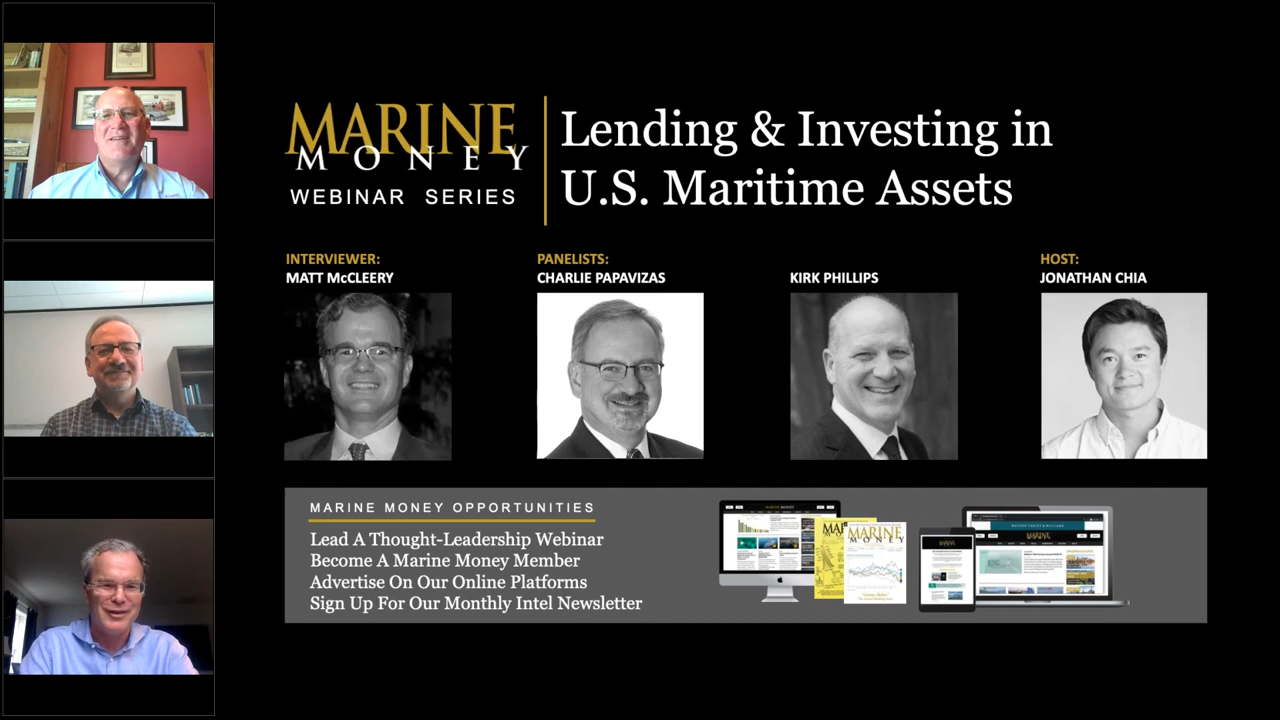 MARINE
MONEY
WEBINAR SERIES
Lending & Investing in
U.S. Maritime Assets
INTERVIEWER:
MATT McCLEERY
PANELISTS:
CHARLIE PAPAVIZAS
KIRK PHILLIPS
HOST:
JONATHAN CHIA
MARINE MONEY OPPORTUNITIES
Lead A Thought-Leadership Webinar
Become A Marine Money Member
Advertise On Our Online Platforms
Sign Up For Our Monthly Intel Newsletter
MARINE
MONEY